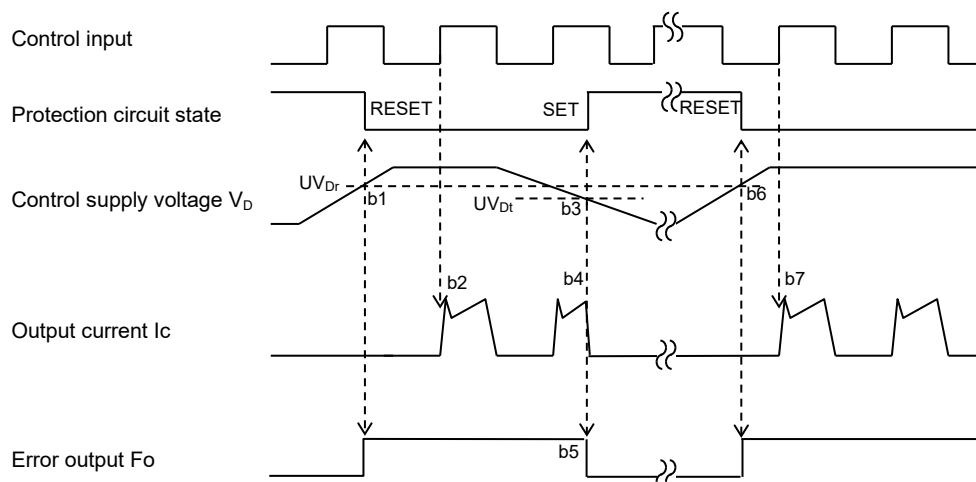 Control input
Protection circuit state
RESET
SET
RESET
Control supply voltage VD
UVDr
b1
UVDt
b3
b6
b2
b4
b7
Output current Ic
b5
Error output Fo